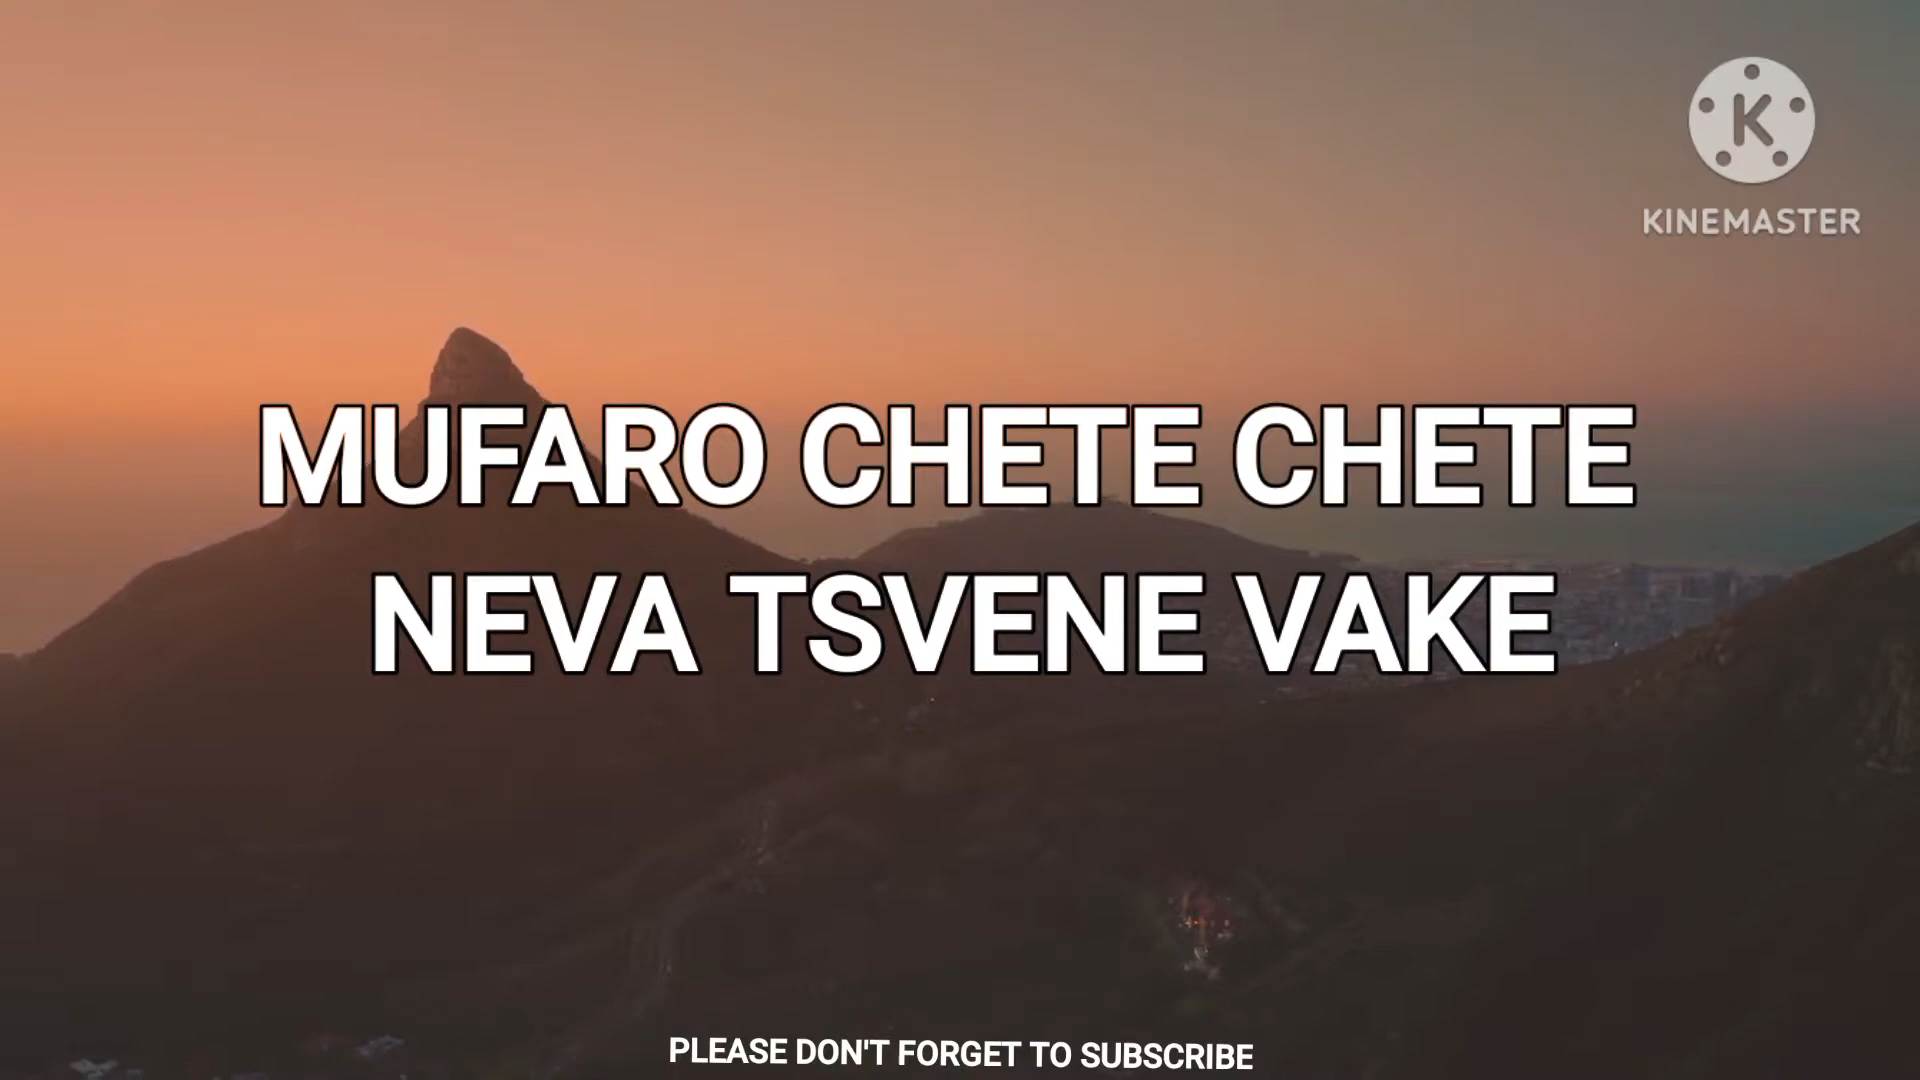 K
KINEMASTER
MUFARO CHETE CHETE
NEVA TSVENE VAKE
PLEASE DON'T FORGET TO SUBSCRIBE